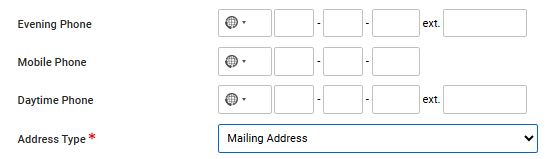 Evening Phone - - ext.
Mobile Phone - -
Daytime Phone - - ext.
Address Type * Mailing Address